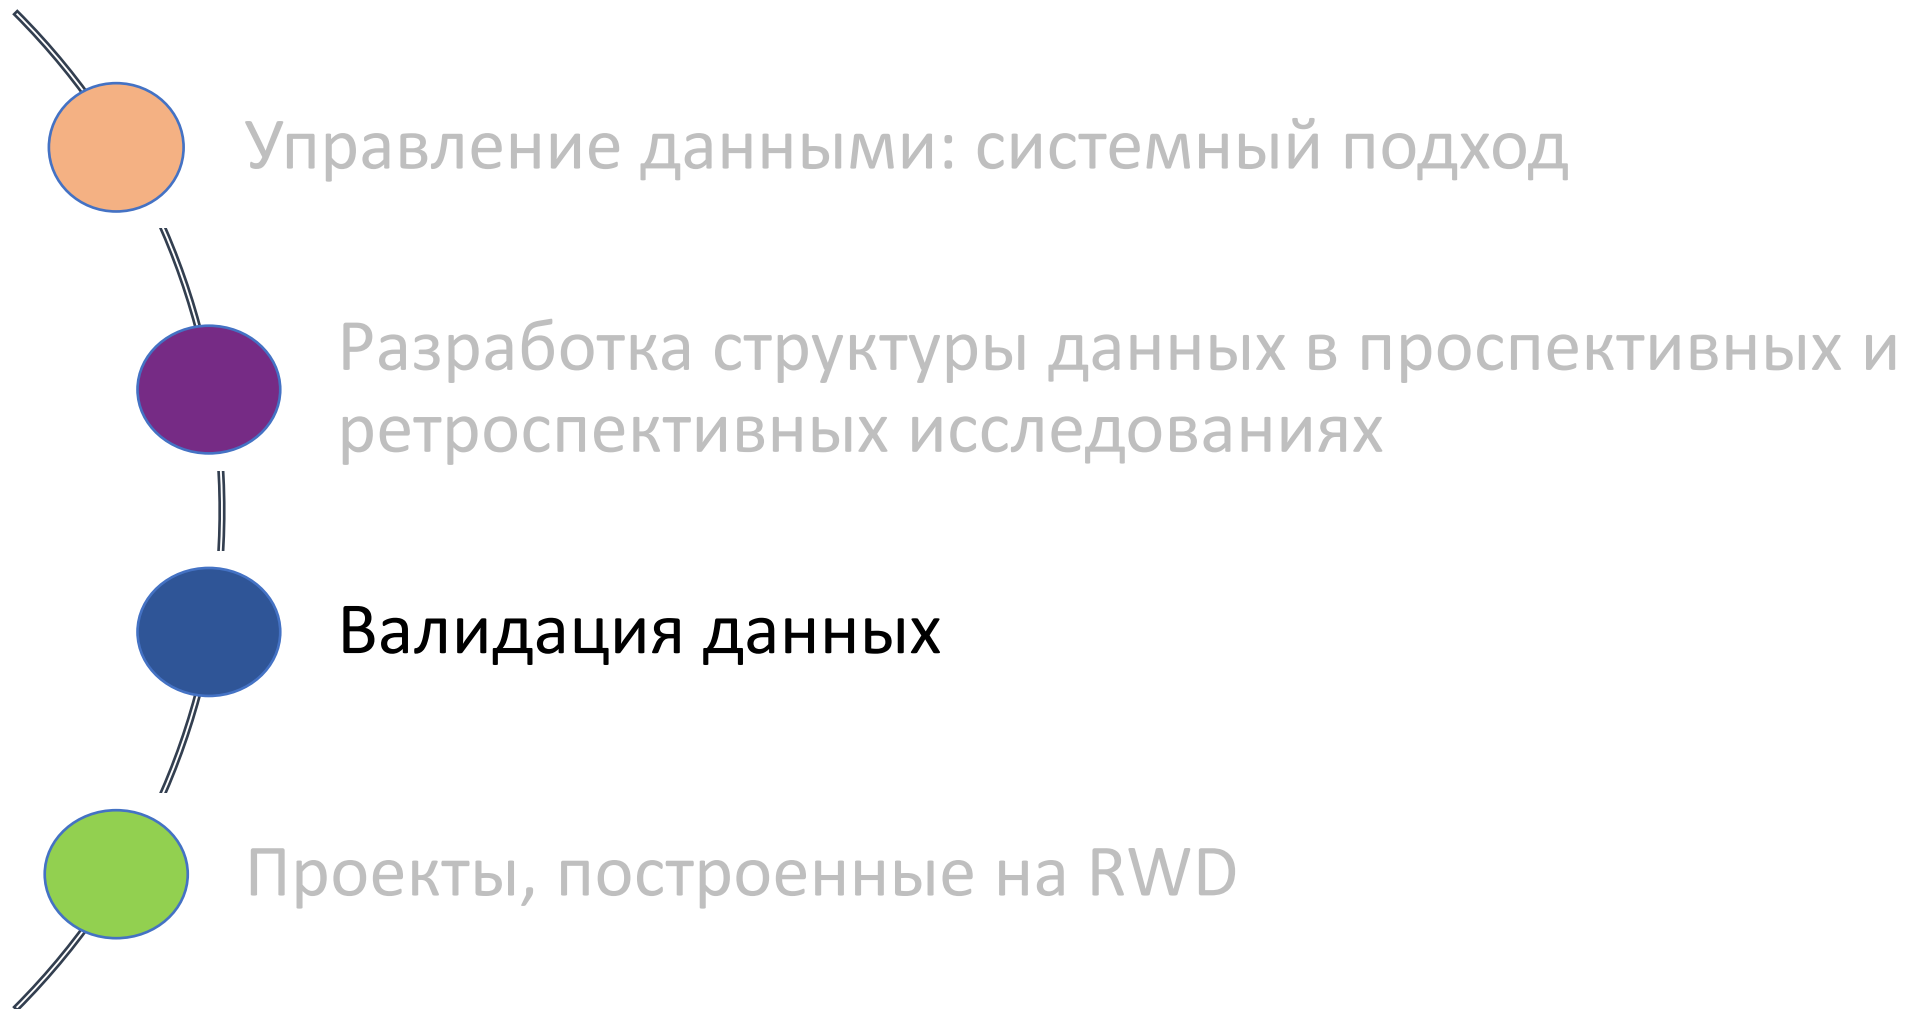 Управление данными: системный подход
Разработка структуры данных в проспективных и
ретроспективных исследованиях
Валидация данных
Проекты, построенные на RWD